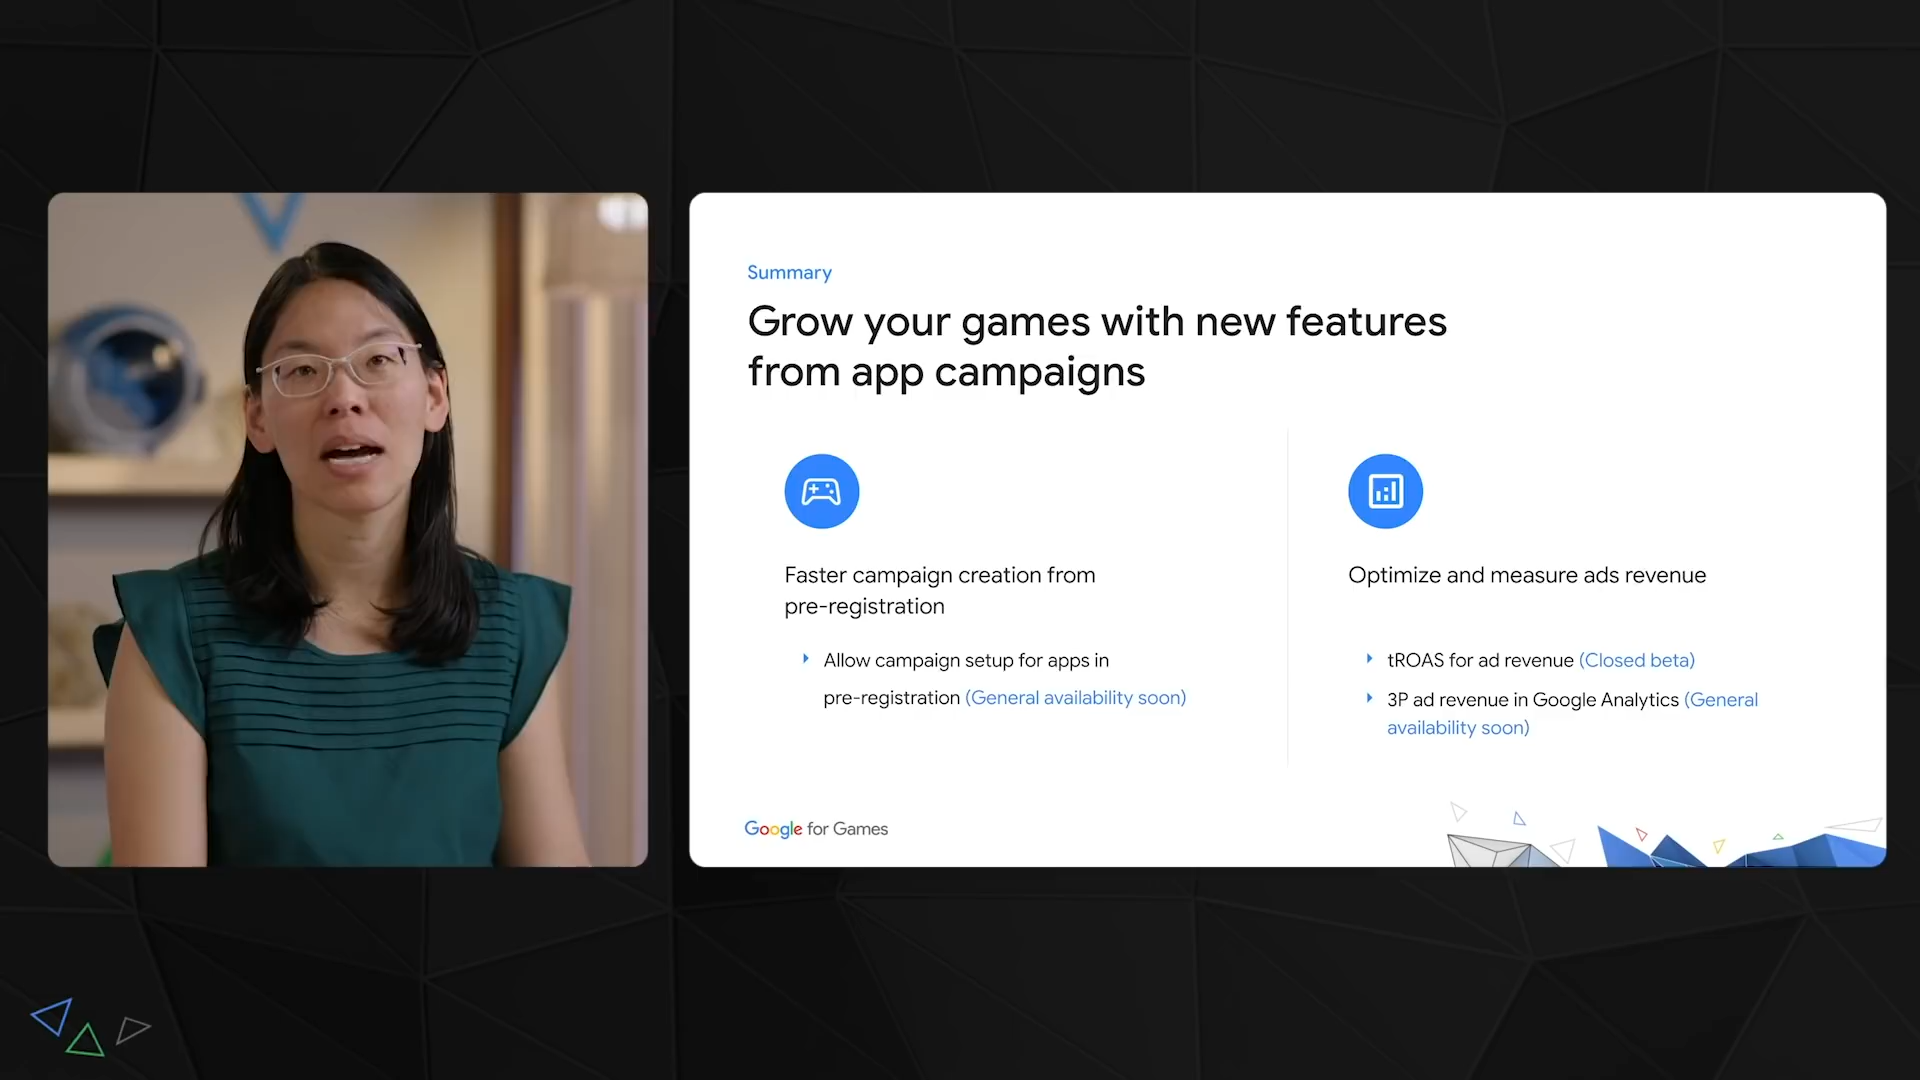 Summary
Grow your games with new features
from app campaigns
Faster campaign creation from
pre-registration
Allow campaign setup for apps in
pre-registration (General availability soon)
Optimize and measure ads revenue
tROAS for ad revenue (Closed beta)
3P ad revenue in Google Analytics (General
availability soon)
Google for Games